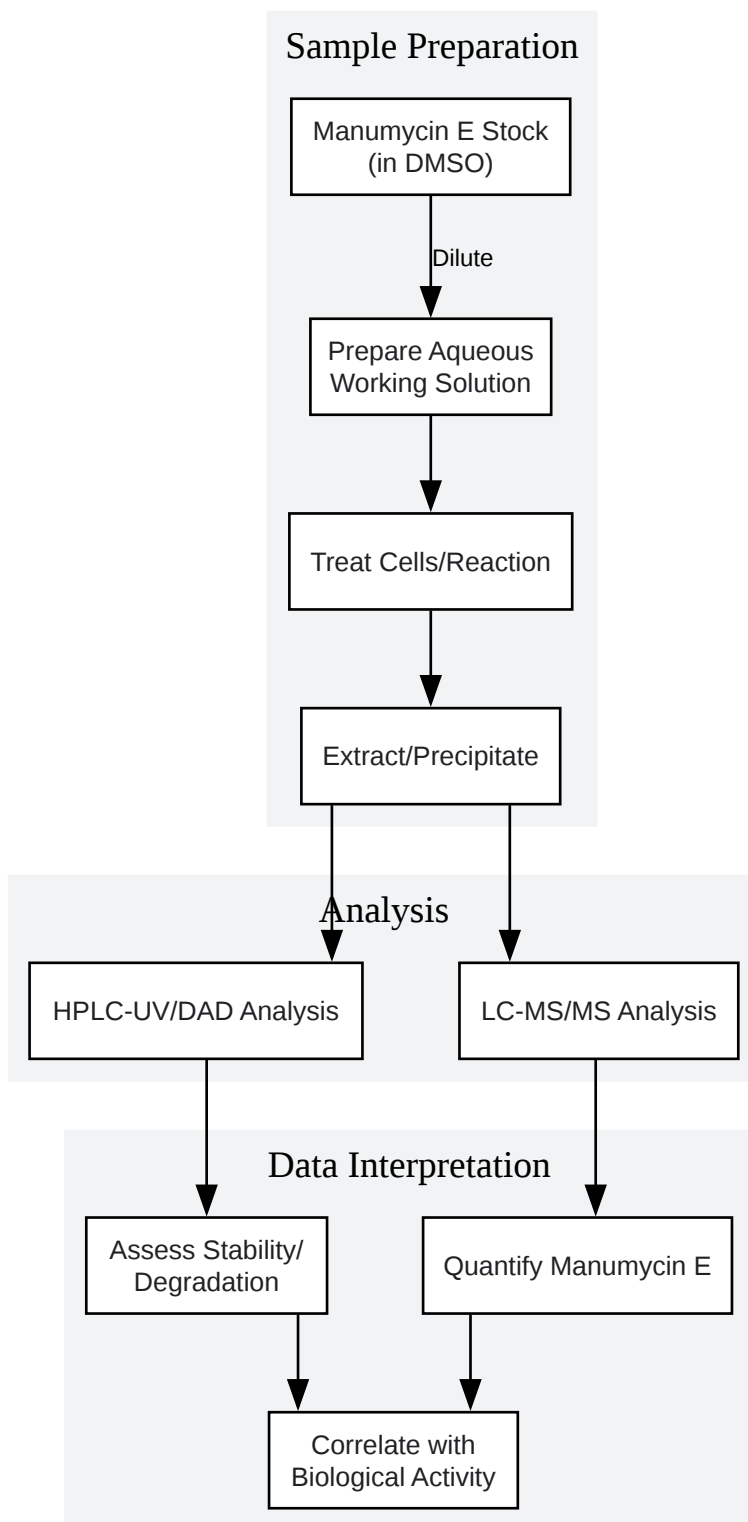 Sample Preparation
Manumycin E Stock
(in DMSO)
Dilute
Prepare Aqueous
Working Solution
Treat Cells/Reaction
Extract/Precipitate
Analysis
HPLC-UV/DAD Analysis
LC-MS/MS Analysis
Data Interpretation
Assess Stability/
Degradation
Quantify Manumycin E
Correlate with
Biological Activity